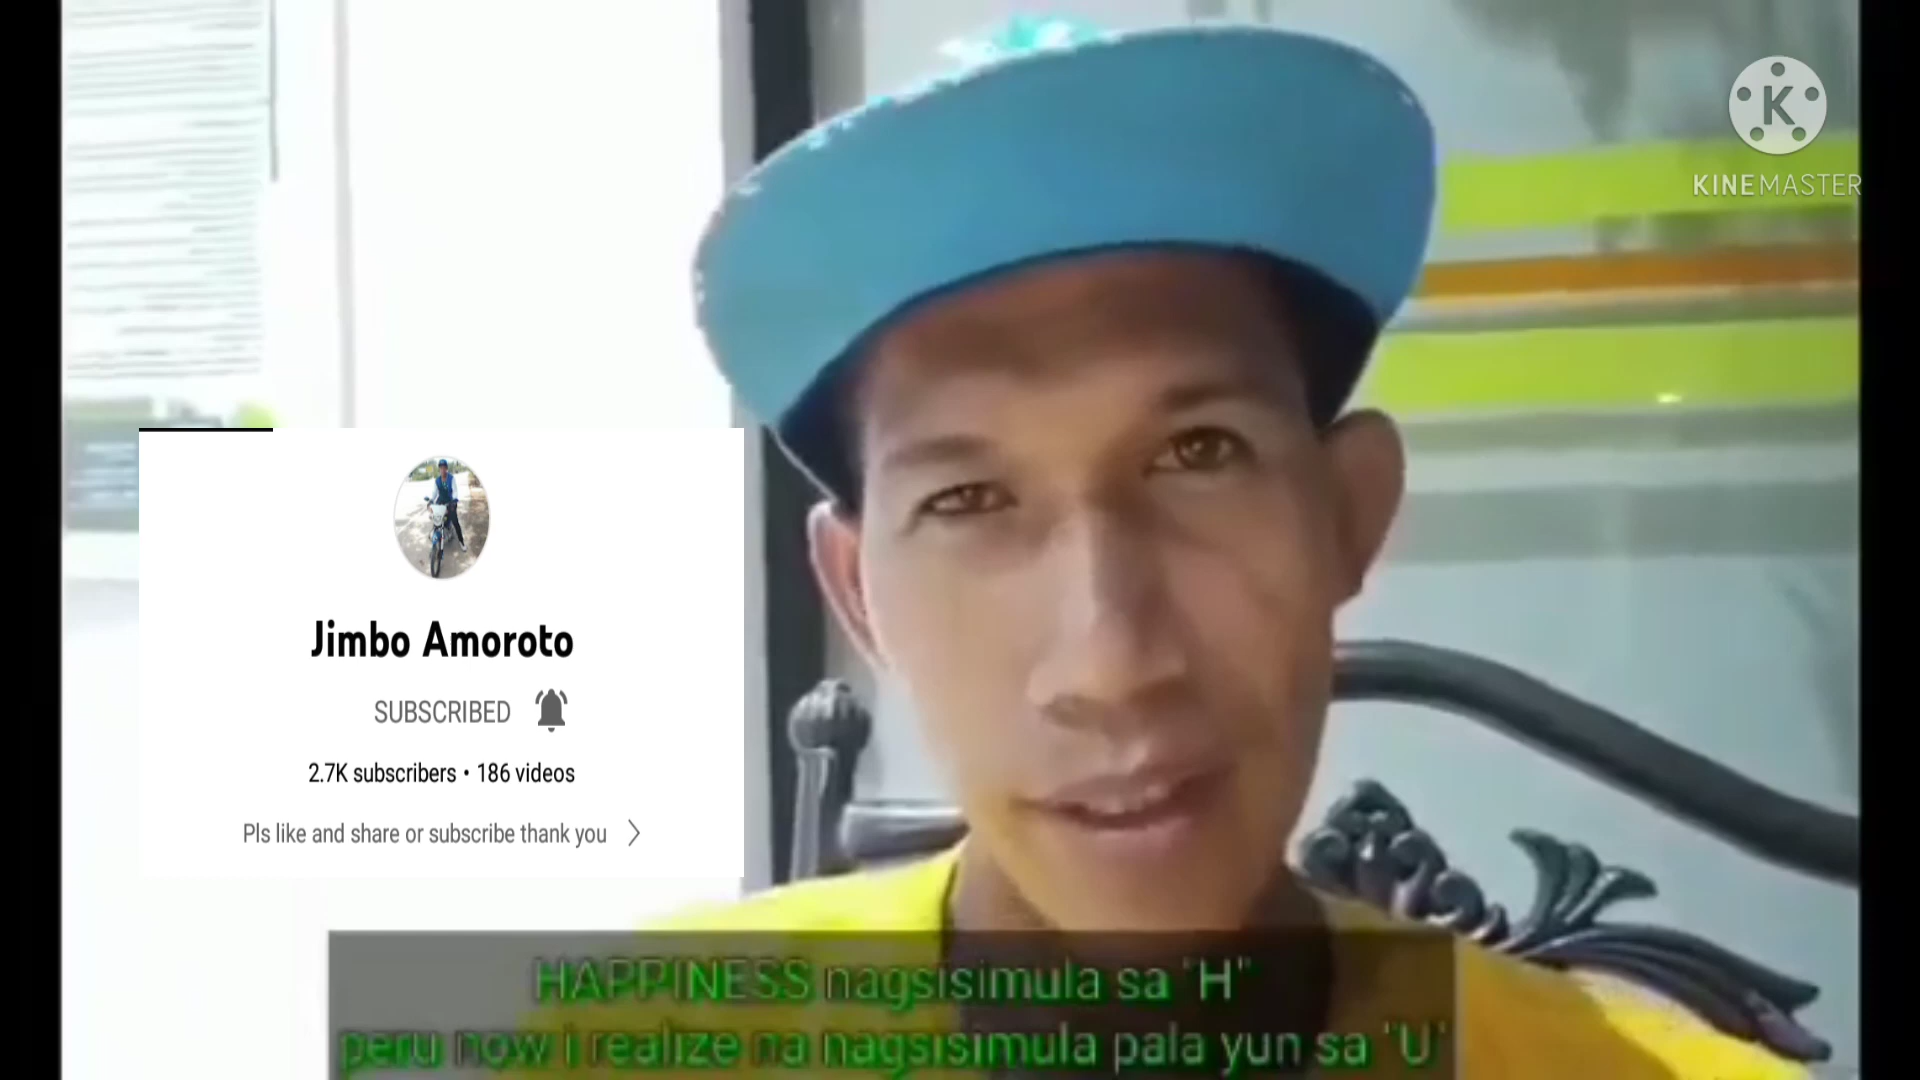 KINEMASTER
Jimbo Amoroto
SUBSCRIBED
2.7K subscribers • 186 videos
Pls like and share or subscribe thank you
HAPPINESS nagsisimula sa "H"
peru now i realize na nagsisimula pala yun sa "U"